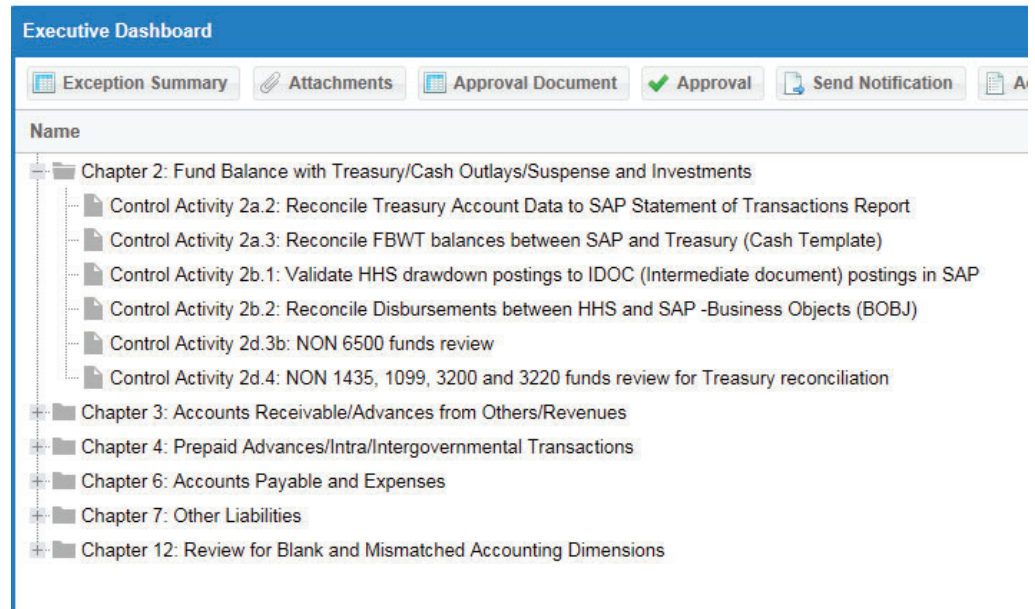 Executive Dashboard
Exception Summary Attachments Approval Document Approval Send Notification
Name
Chapter 2: Fund Balance with Treasury/Cash Outlays/Suspense and Investments
Control Activity 2a.2: Reconcile Treasury Account Data to SAP Statement of Transactions Report
Control Activity 2a.3: Reconcile FBWT balances between SAP and Treasury (Cash Template)
Control Activity 2b.1: Validate HHS drawdown postings to IDOC (Intermediate document) postings in SAP
Control Activity 2b.2: Reconcile Disbursements between HHS and SAP -Business Objects (BOBJ)
Control Activity 2d.3b: NON 6500 funds review
Control Activity 2d.4: NON 1435, 1099, 3200 and 3220 funds review for Treasury reconciliation
Chapter 3: Accounts Receivable/Advances from Others/Revenues
Chapter 4: Prepaid Advances/Intra/Intergovernmental Transactions
Chapter 6: Accounts Payable and Expenses
Chapter 7: Other Liabilities
Chapter 12: Review for Blank and Mismatched Accounting Dimensions